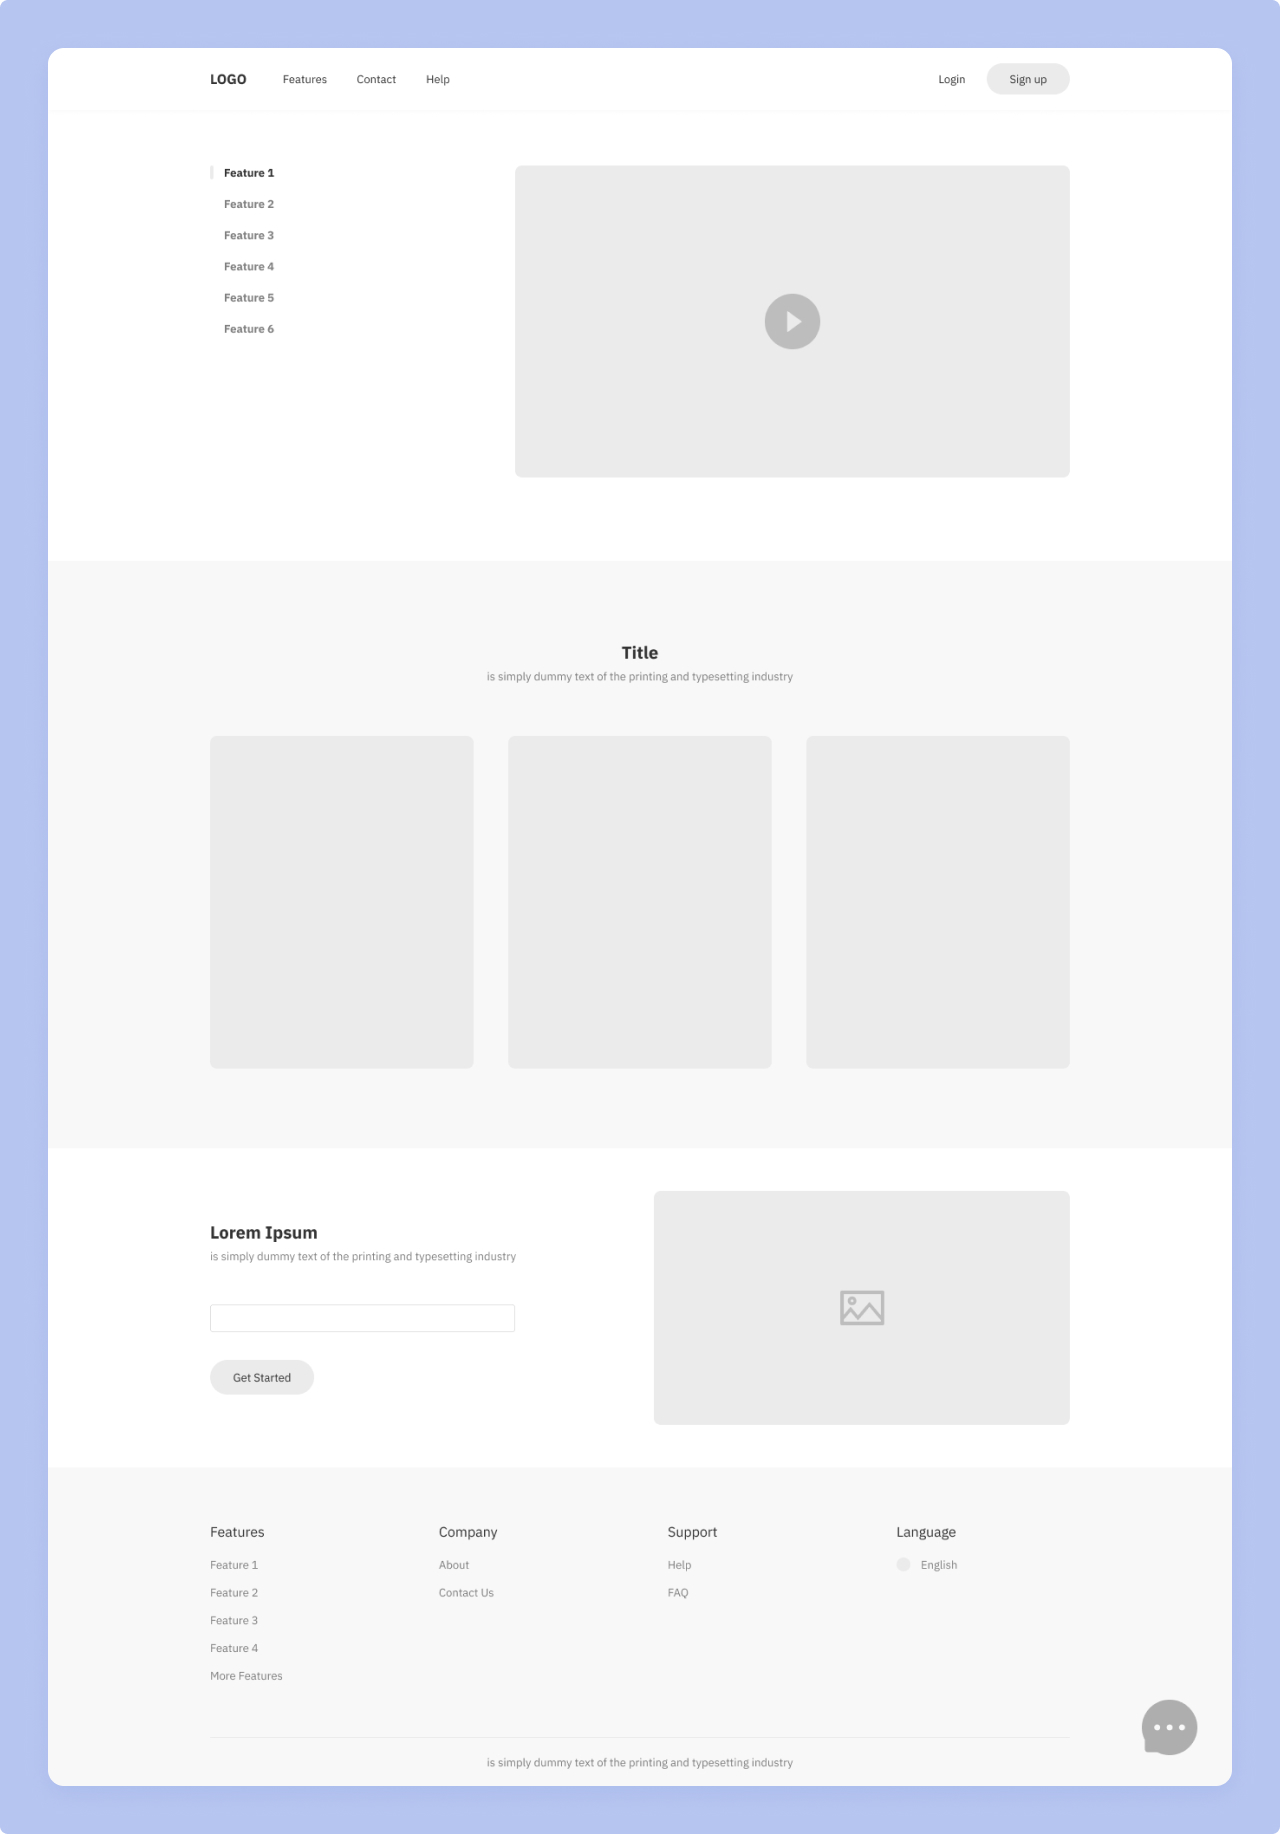 LOGO Features Contact Help Login Sign up
Feature 1
Feature 2
Feature 3
Feature 4
Feature 5
Feature 6
Title
is simply dummy text of the printing and typesetting industry
Lorem Ipsum
is simply dummy text of the printing and typesetting industry
Get Started
Features
Feature 1
Feature 2
Feature 3
Feature 4
More Features
Company
About
Contact Us
Support
Help
FAQ
Language
English
is simply dummy text of the printing and typesetting industry